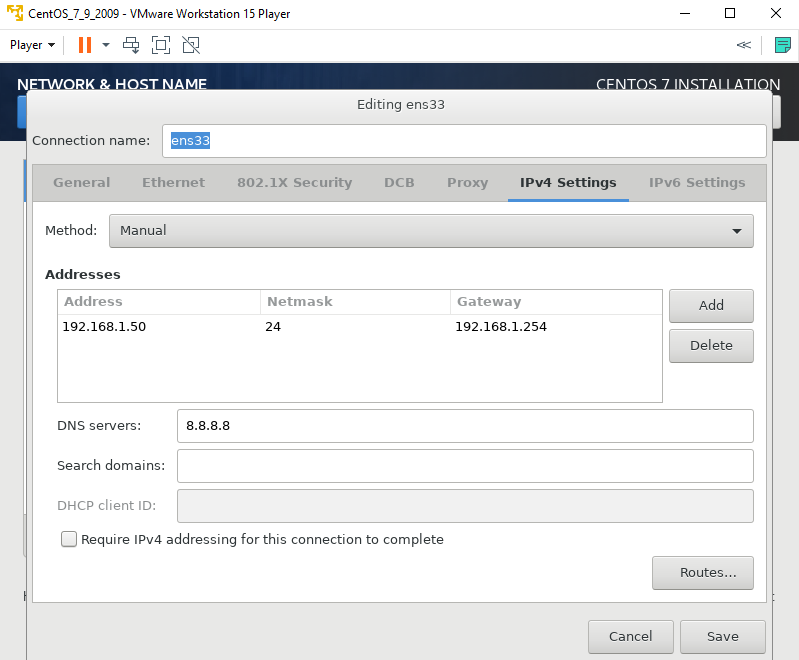 CentOS_7_9_2009 - VMware Workstation 15 Player
Player
NETWORK & HOST NAME
CENTOS 7 INSTALLATION
Editing ens33
Connection name: ens33
General Ethernet 802.1X Security DCB Proxy IPv4 Settings IPv6 Settings
Method: Manual
Addresses
Address Netmask Gateway
192.168.1.50 24 192.168.1.254
Add
Delete
DNS servers: 8.8.8.8
Search domains:
DHCP client ID:
Require IPv4 addressing for this connection to complete
Routes...
Cancel Save